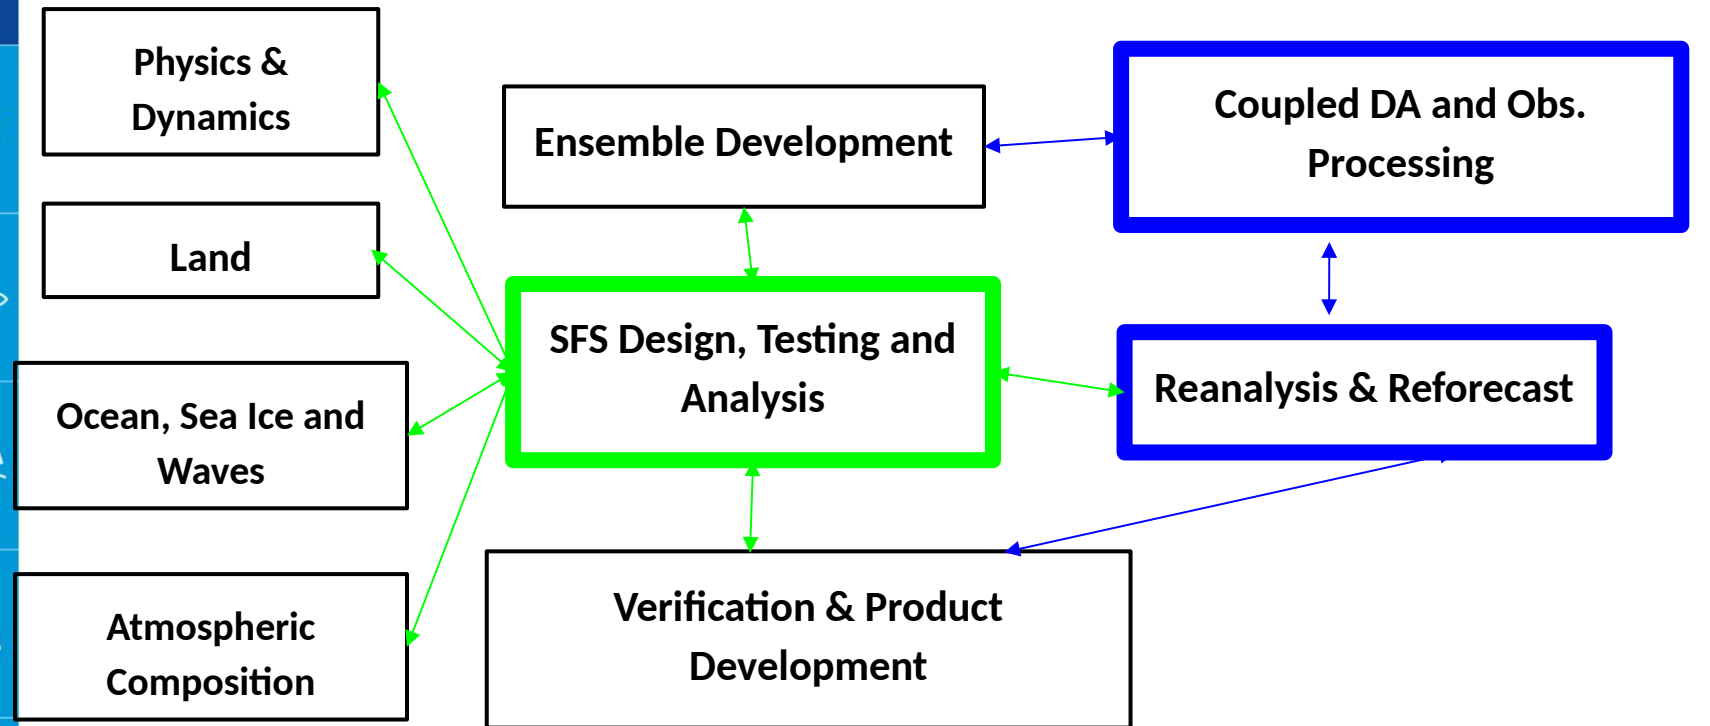 Physics &
Dynamics
Land
Ocean, Sea Ice and
Waves
Atmospheric
Composition
Ensemble Development
SFS Design, Testing and
Analysis
Verification & Product
Development
Coupled DA and Obs.
Processing
Reanalysis & Reforecast